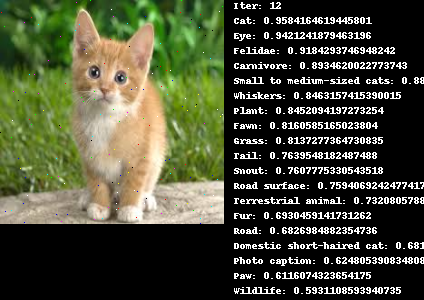 Iter: 12
Cat: 0.9584164619445801
Eye: 0.9421241879463196
Felidae: 0.9184293746948242
Carnivore: 0.8934620022773743
Small to medium-sized cats: 0.88
Whiskers: 0.8463157415390015
Plant: 0.8452094197273254
Fawn: 0.8160585165023804
Grass: 0.8137277364730835
Tail: 0.7639548182487488
Snout: 0.7607775330543518
Road surface: 0.7594069242477417
Terrestrial animal: 0.7320805788
Fur: 0.6930459141731262
Road: 0.6826984882354736
Domestic short-haired cat: 0.681
Photo caption: 0.6248053908348083
Paw: 0.6116074323654175
Wildlife: 0.5931108593940735